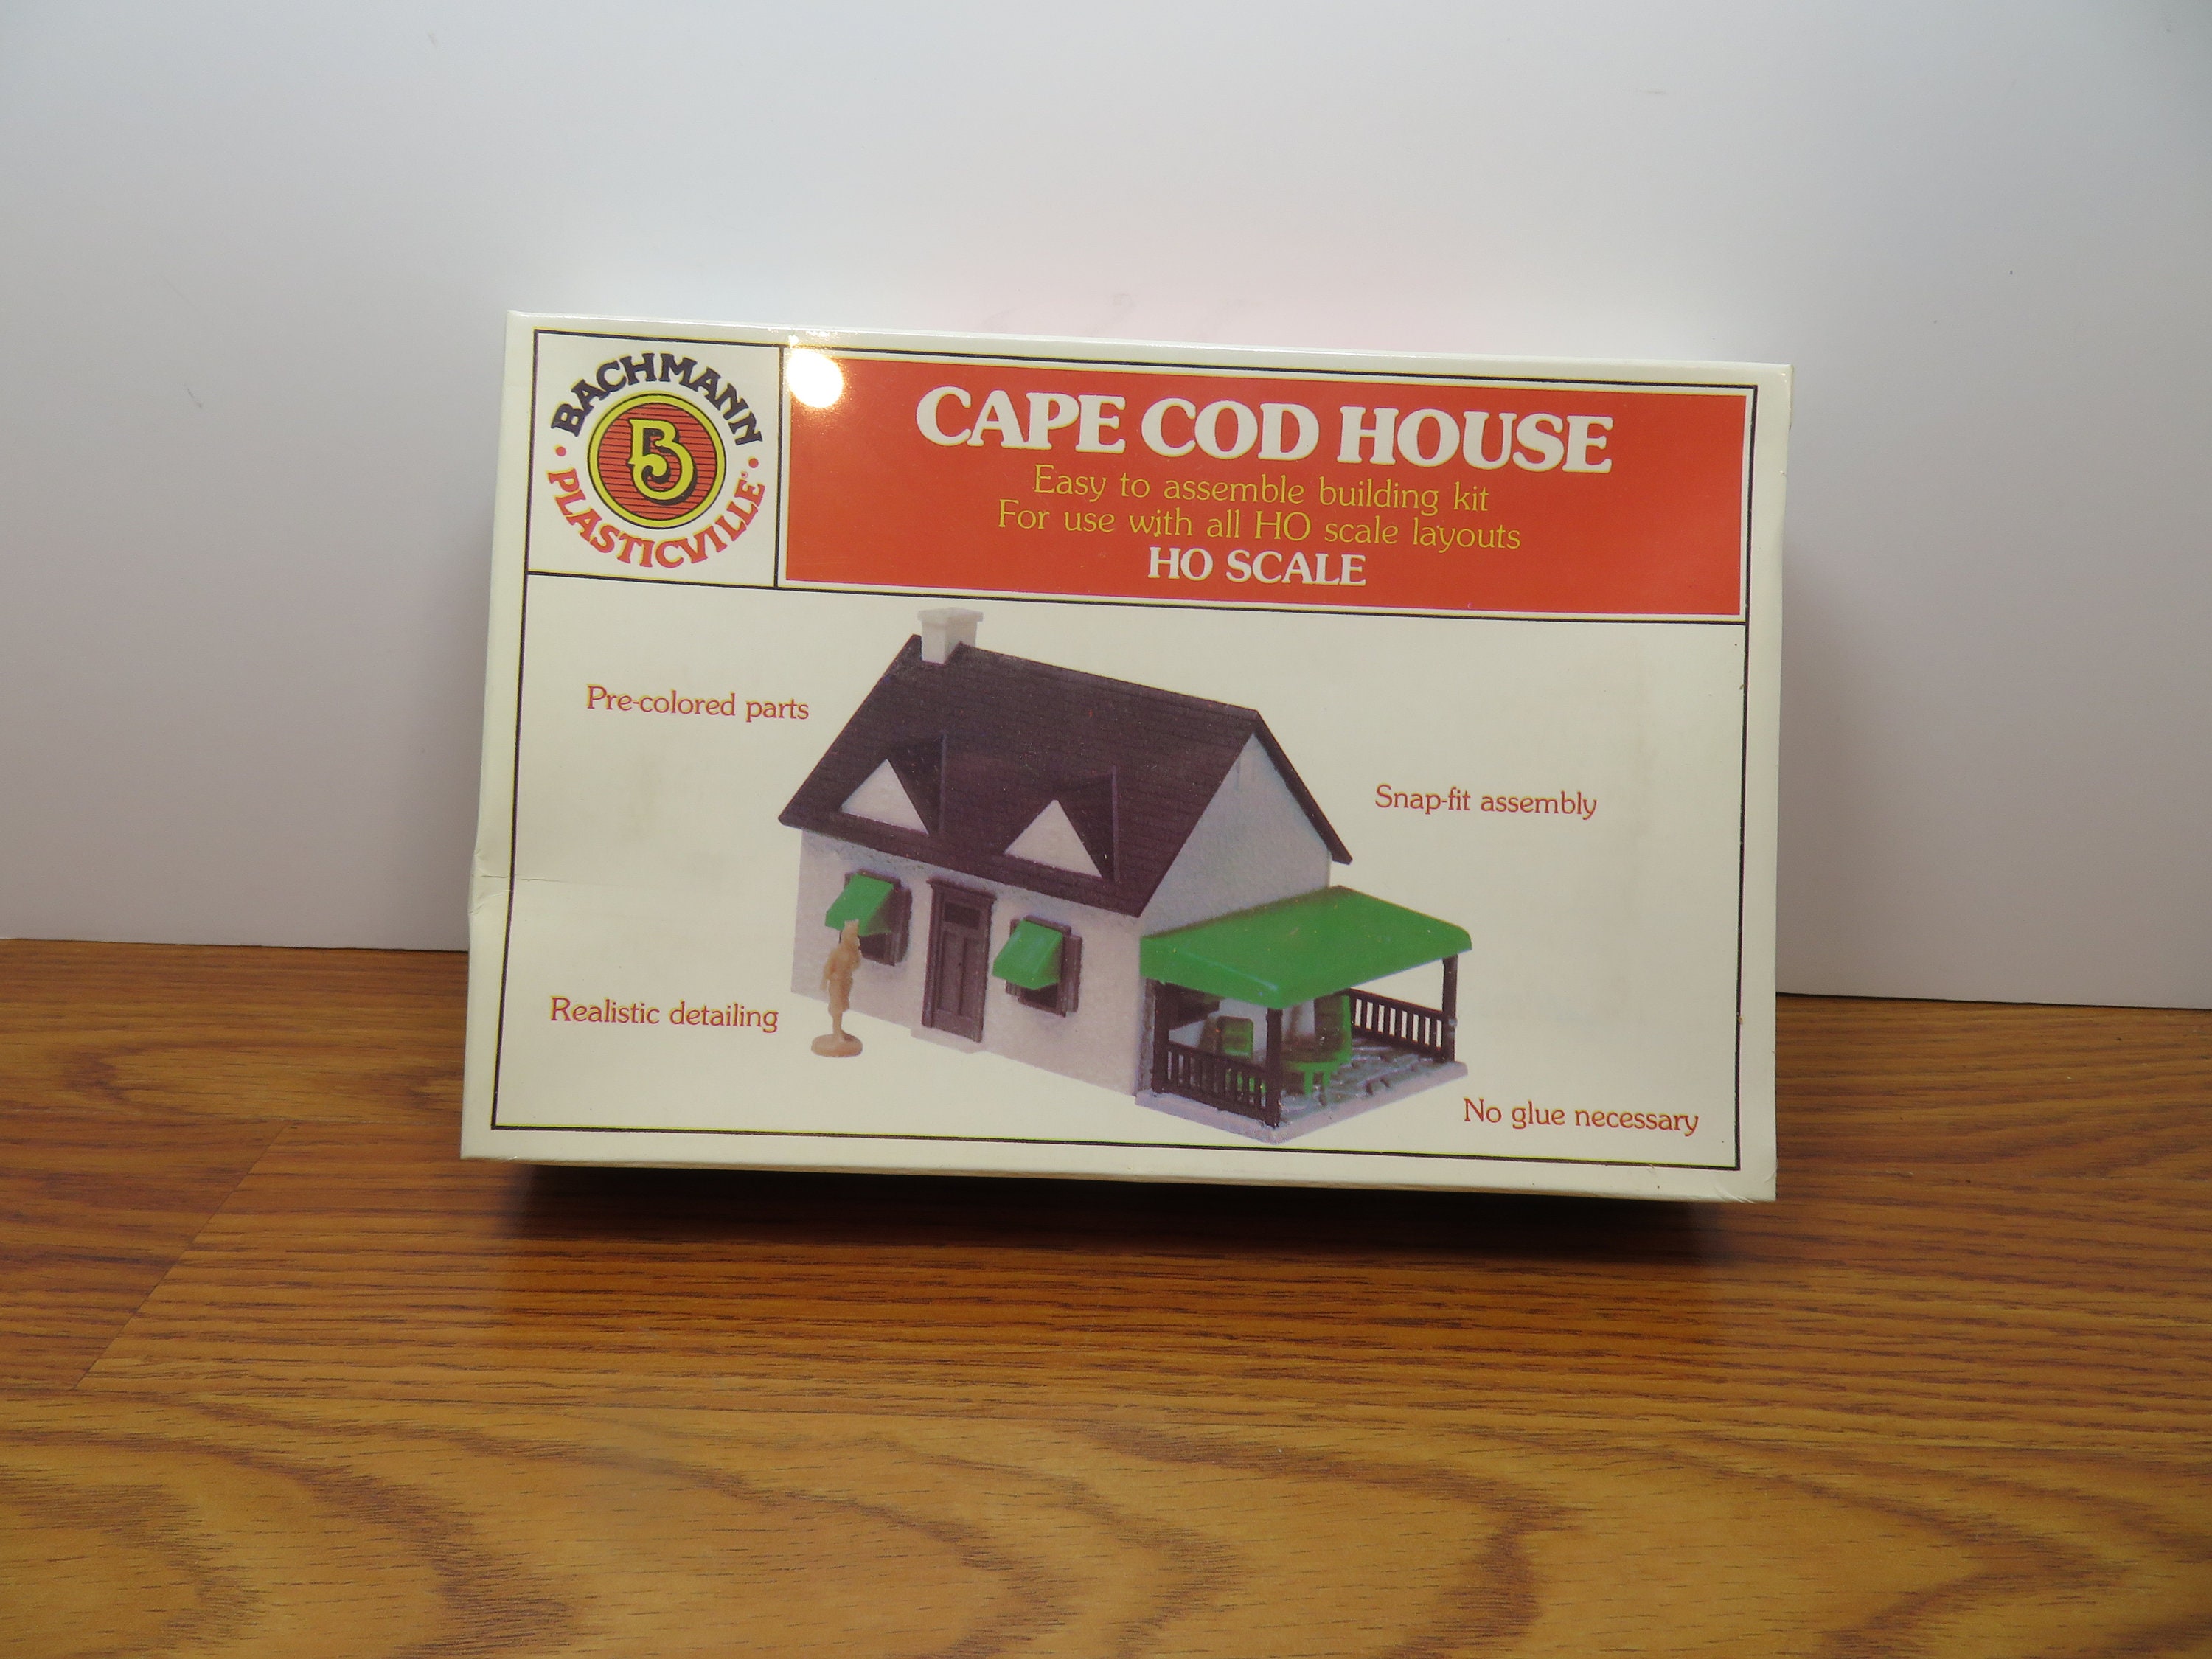 BACHMANN
B
PLASTICVILLE®
CAPE COD HOUSE
Easy to assemble building kit
For use with all HO scale layouts
HO SCALE
Pre-colored parts
Snap-fit assembly
Realistic detailing
No glue necessary